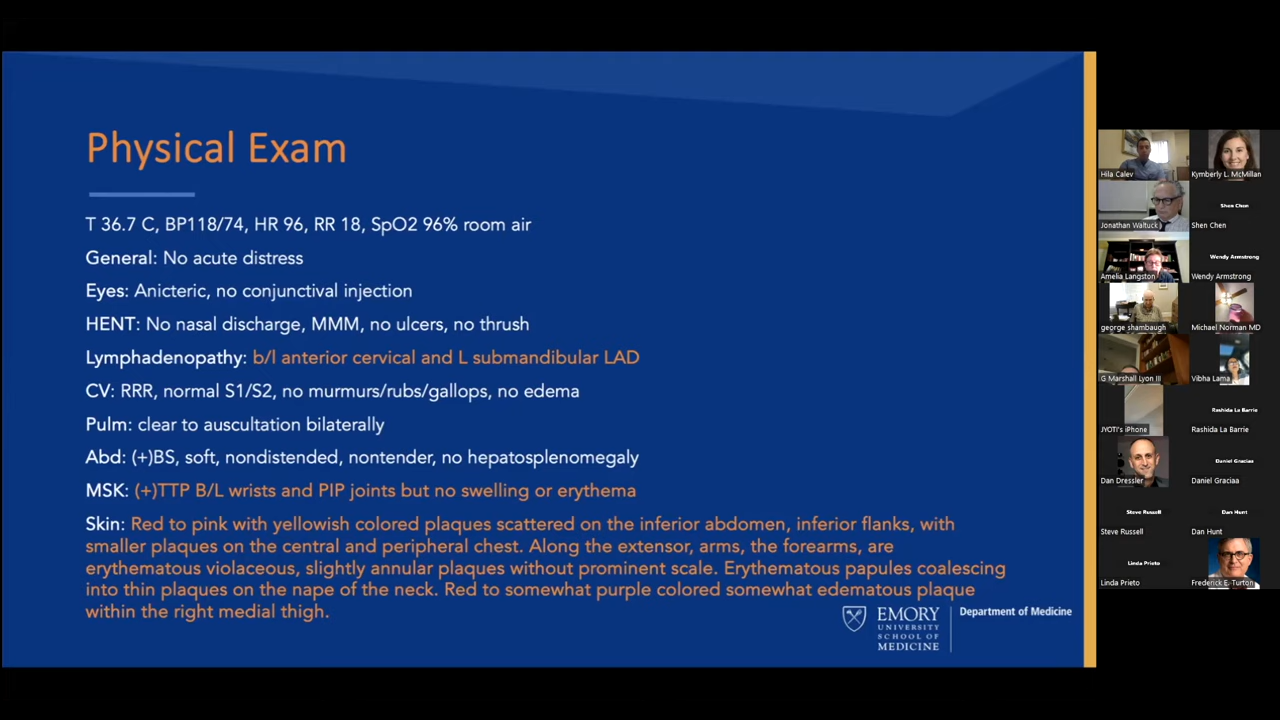 Physical Exam
T 36.7 C, BP118/74, HR 96, RR 18, SpO2 96% room air
General: No acute distress
Eyes: Anicteric, no conjunctival injection
HENT: No nasal discharge, MMM, no ulcers, no thrush
Lymphadenopathy: b/l anterior cervical and L submandibular LAD
CV: RRR, normal S1/S2, no murmurs/rubs/gallops, no edema
Pulm: clear to auscultation bilaterally
Abd: (+)BS, soft, nondistended, nontender, no hepatosplenomegaly
MSK: (+)TTP B/L wrists and PIP joints but no swelling or erythema
Skin: Red to pink with yellowish colored plaques scattered on the inferior abdomen, inferior flanks, with
smaller plaques on the central and peripheral chest. Along the extensor, arms, the forearms, are
erythematous violaceous, slightly annular plaques without prominent scale. Erythematous papules coalescing
into thin plaques on the nape of the neck. Red to somewhat purple colored somewhat edematous plaque
within the right medial thigh.
EMORY
UNIVERSITY
SCHOOL OF
MEDICINE
Department of Medicine
Hila Calev
Kymberly L. McMillan
Jonathan Waltuck
Shen Chen
Shen Chen
Amelia Langston
Wendy Armstrong
Wendy Armstrong
george shambaugh
Michael Norman MD
G Marshall Lyon III
Vibha Lama
JYOTI's iPhone
Rashida La Barrie
Rashida La Barrie
Dan Dressler
Daniel Graciaa
Daniel Graciaa
Steve Russell
Steve Russell
Dan Hunt
Dan Hunt
Linda Prieto
Linda Prieto
Frederick E. Turton